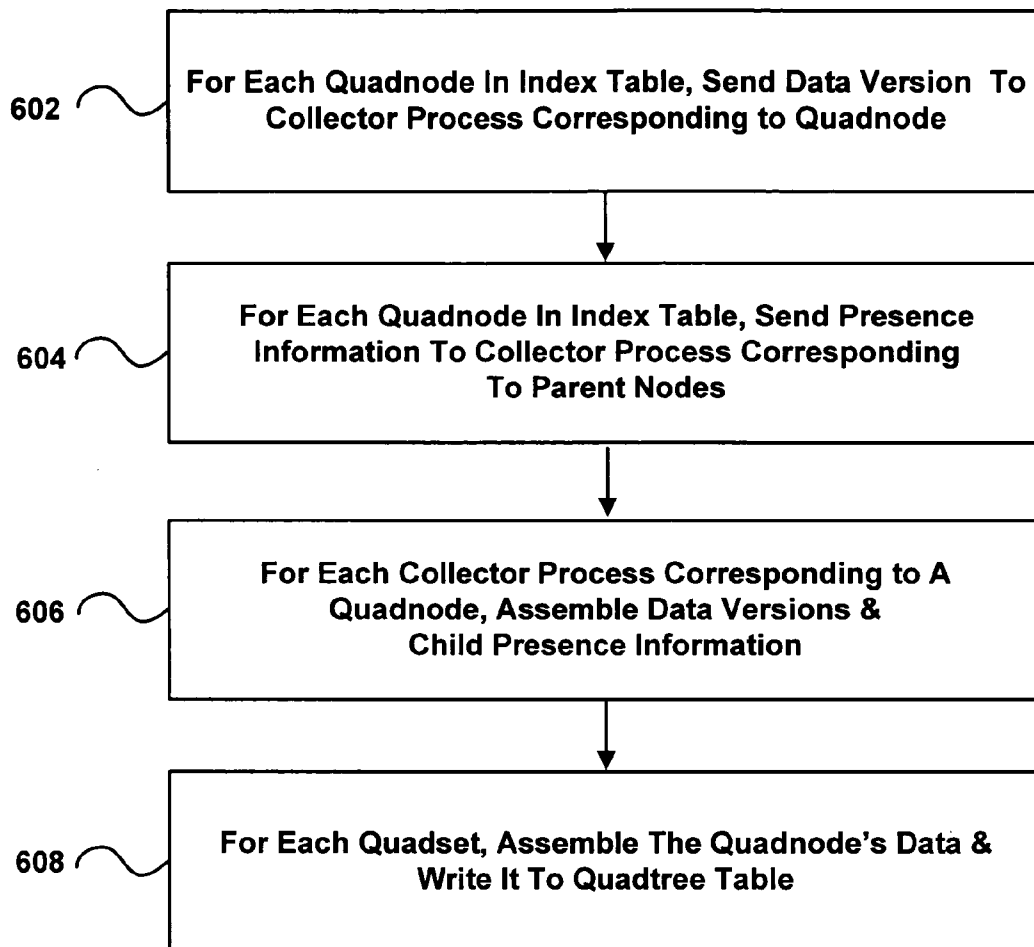 602
For Each Quadnode In Index Table, Send Data Version To
Collector Process Corresponding to Quadnode
604
For Each Quadnode In Index Table, Send Presence
Information To Collector Process Corresponding
To Parent Nodes
606
For Each Collector Process Corresponding to A
Quadnode, Assemble Data Versions &
Child Presence Information
608
For Each Quadset, Assemble The Quadnode's Data &
Write It To Quadtree Table